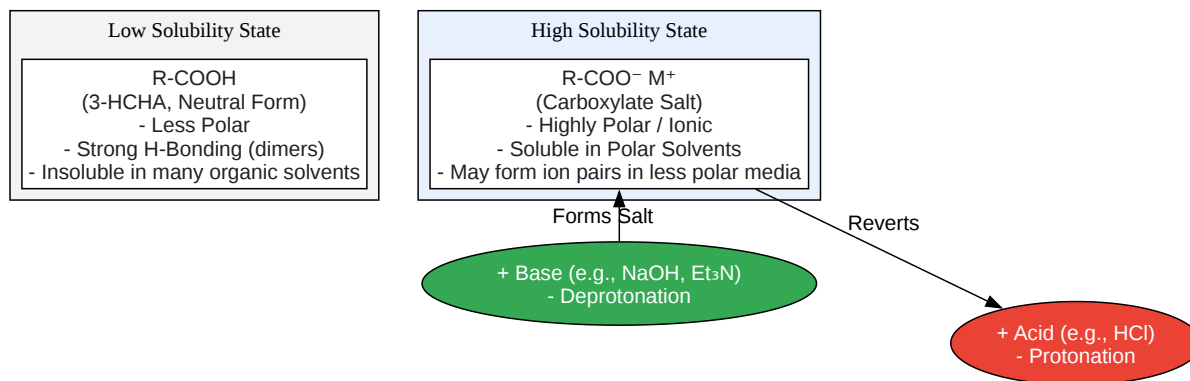 Low Solubility State
R-COOH
(3-HCHA, Neutral Form)
- Less Polar
- Strong H-Bonding (dimers)
- Insoluble in many organic solvents
High Solubility State
R-COO⁻ M⁺
(Carboxylate Salt)
- Highly Polar / Ionic
- Soluble in Polar Solvents
- May form ion pairs in less polar media
Forms Salt
Reverts
+ Base (e.g., NaOH, Et₃N)
- Deprotonation
+ Acid (e.g., HCl)
- Protonation